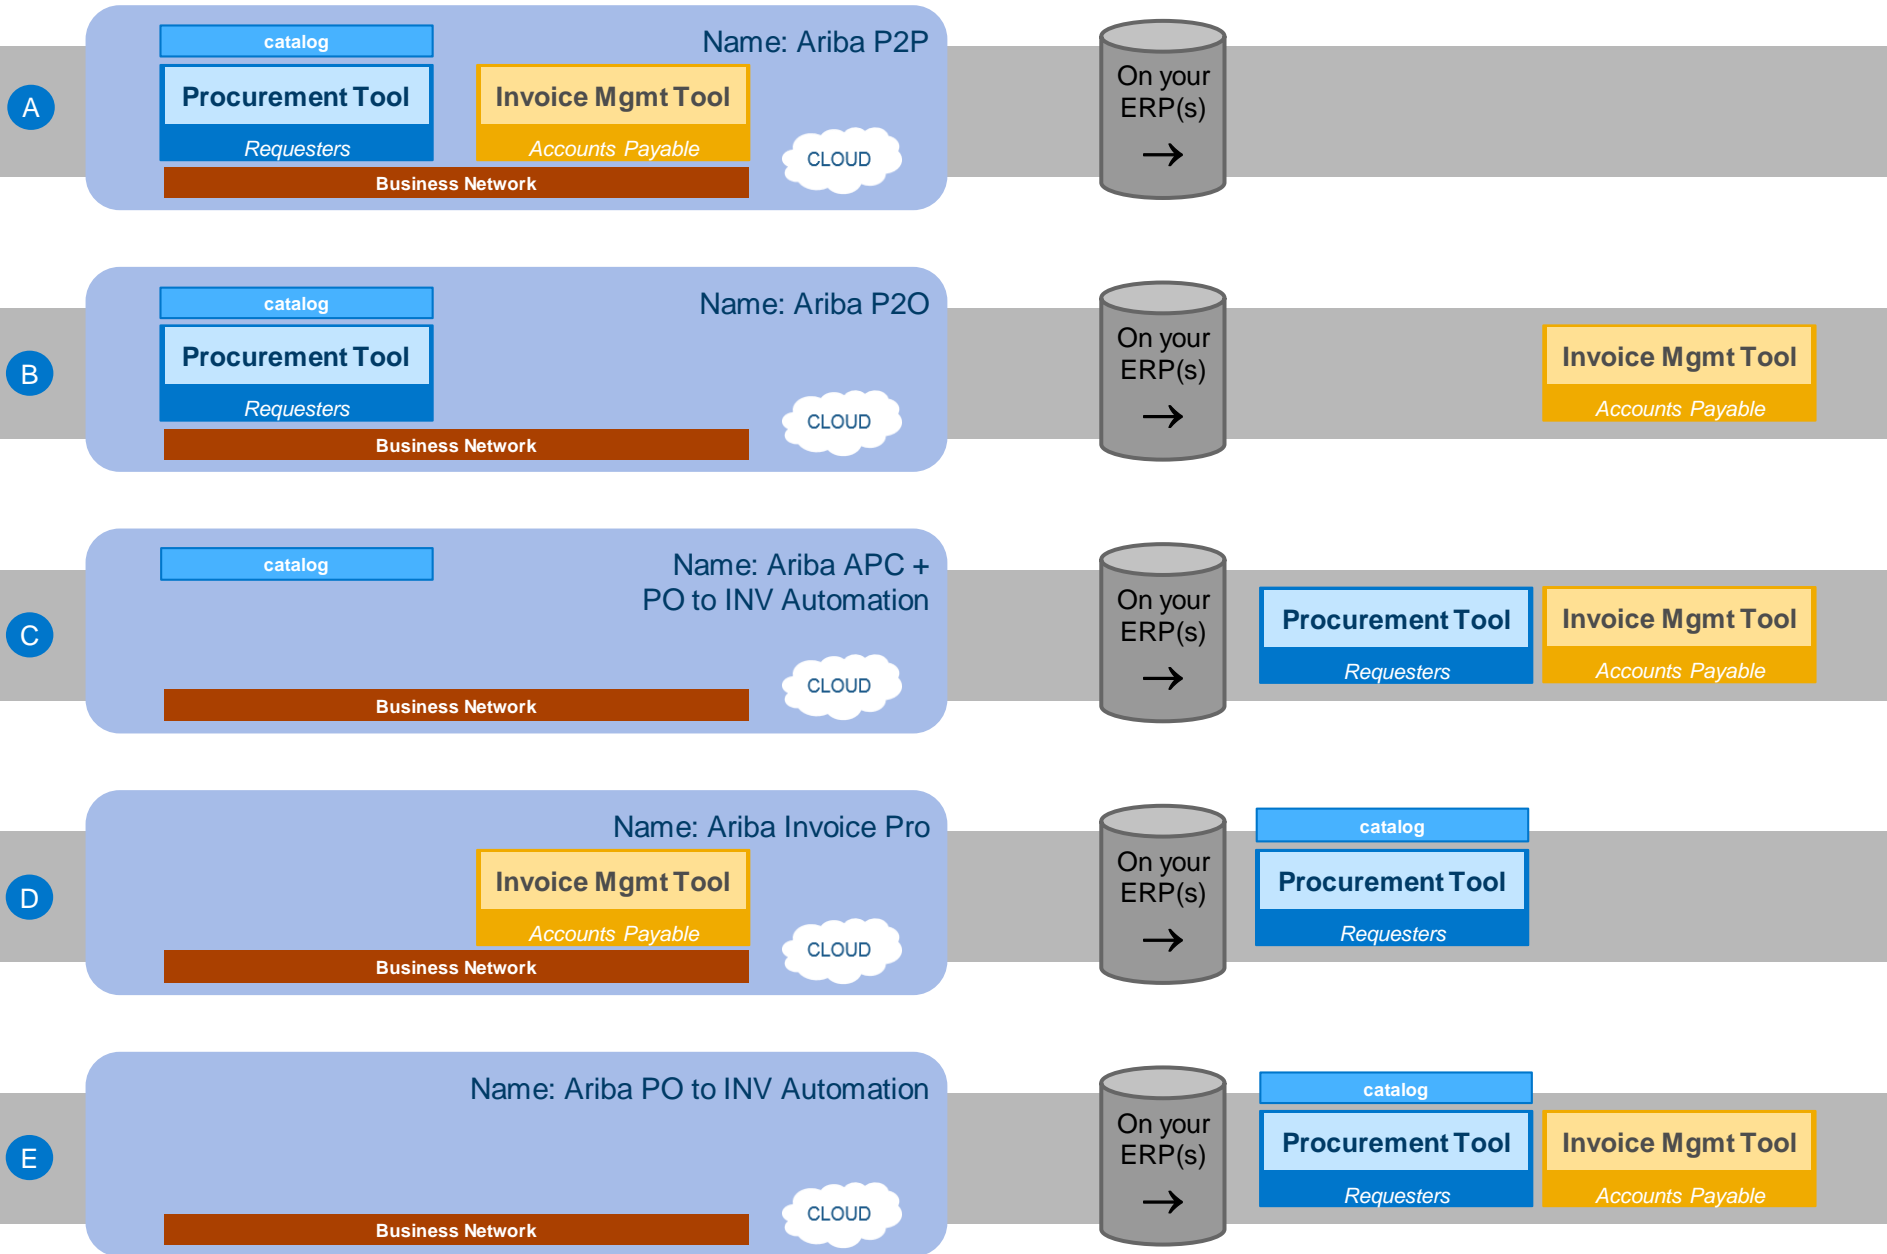 A
catalog
Procurement Tool
Requesters
Invoice Mgmt Tool
Accounts Payable
Business Network
Name: Ariba P2P
CLOUD
On your
ERP(s)
→
B
catalog
Procurement Tool
Requesters
Business Network
Name: Ariba P2O
CLOUD
On your
ERP(s)
→
Invoice Mgmt Tool
Accounts Payable
C
catalog
Name: Ariba APC +
PO to INV Automation
Business Network
CLOUD
On your
ERP(s)
→
Procurement Tool
Requesters
Invoice Mgmt Tool
Accounts Payable
D
Name: Ariba Invoice Pro
Invoice Mgmt Tool
Accounts Payable
Business Network
CLOUD
On your
ERP(s)
→
catalog
Procurement Tool
Requesters
E
Name: Ariba PO to INV Automation
Business Network
CLOUD
On your
ERP(s)
→
catalog
Procurement Tool
Requesters
Invoice Mgmt Tool
Accounts Payable